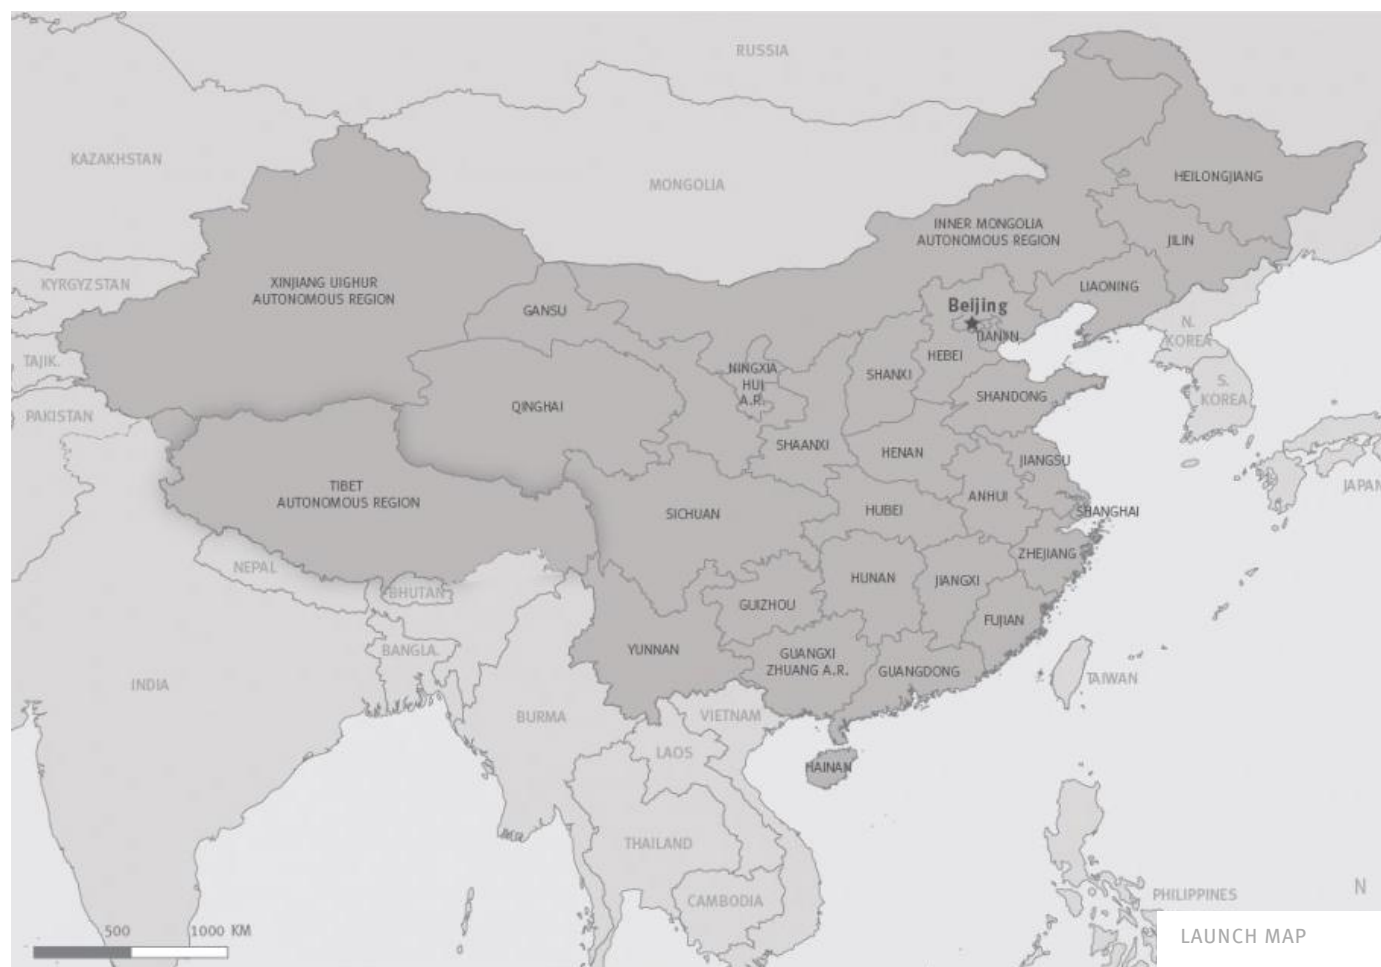 RUSSIA
KAZAKHSTAN
MONGOLIA
HEILONGJIANG
INNER MONGOLIA
AUTONOMOUS REGION
JILIN
KYRGYZSTAN
XINJIANG UIGHUR
AUTONOMOUS REGION
LIAONING
GANSU
Beijing
TIANJIN
N.
KOREA
TAJIK.
HEBEI
NINGXIA
HUI
A.R.
SHANXI
S.
KOREA
SHANDONG
QINGHAI
PAKISTAN
SHAANXI
HENAN
JIANGSU
TIBET
AUTONOMOUS REGION
JAPAN
ANHUI
SICHUAN
HUBEI
SHANGHAI
ZHEJIANG
NEPAL
BHUTAN
HUNAN
JIANGXI
GUIZHOU
FUJIAN
BANGLA.
YUNNAN
GUANGXI
ZHUANG A.R.
GUANGDONG
TAIWAN
INDIA
BURMA
VIETNAM
LAOS
HAINAN
THAILAND
CAMBODIA
PHILIPPINES
N
500 1000 KM
LAUNCH MAP